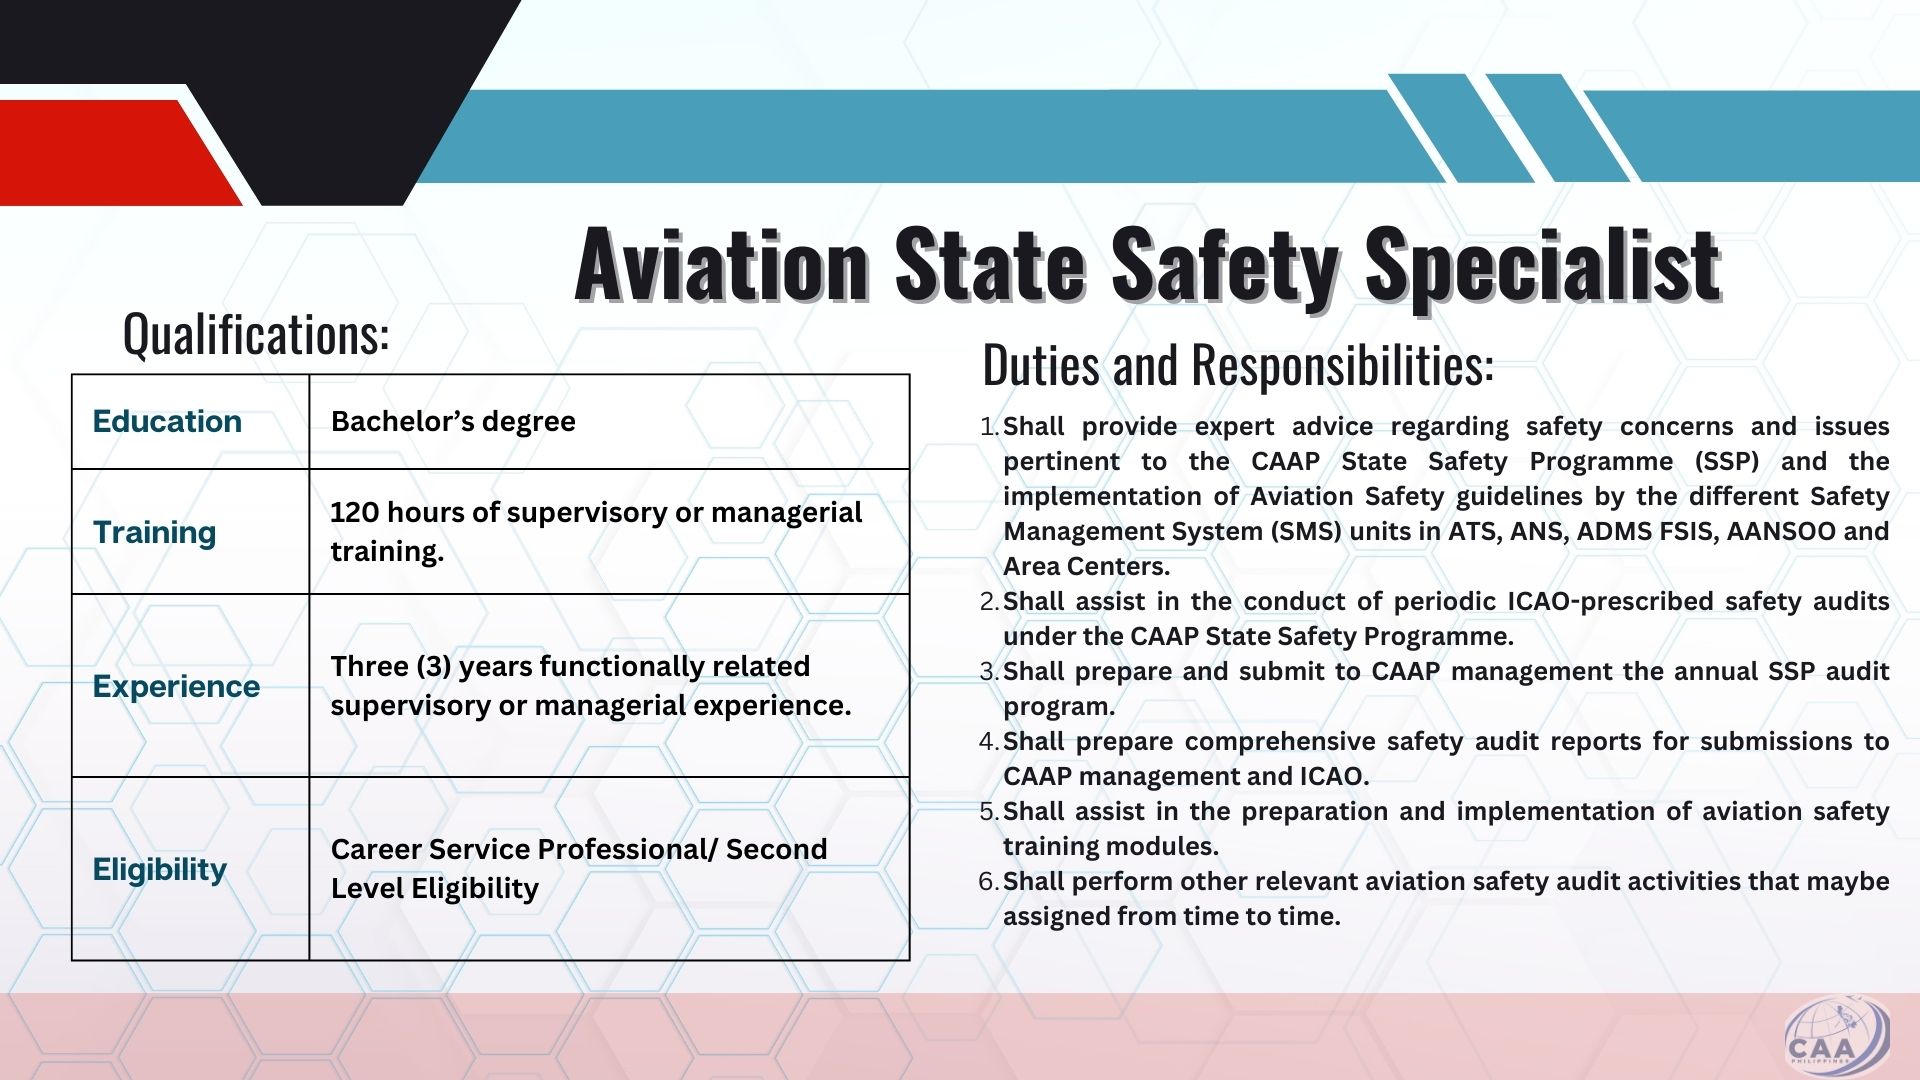 Aviation State Safety Specialist
Qualifications:
Education
Bachelor’s degree
Training
120 hours of supervisory or managerial
training.
Experience
Three (3) years functionally related
supervisory or managerial experience.
Eligibility
Career Service Professional/ Second
Level Eligibility
Duties and Responsibilities:
1. Shall provide expert advice regarding safety concerns and issues
pertinent to the CAAP State Safety Programme (SSP) and the
implementation of Aviation Safety guidelines by the different Safety
Management System (SMS) units in ATS, ANS, ADMS FSIS, AANSOO and
Area Centers.
2. Shall assist in the conduct of periodic ICAO-prescribed safety audits
under the CAAP State Safety Programme.
3. Shall prepare and submit to CAAP management the annual SSP audit
program.
4. Shall prepare comprehensive safety audit reports for submissions to
CAAP management and ICAO.
5. Shall assist in the preparation and implementation of aviation safety
training modules.
6. Shall perform other relevant aviation safety audit activities that maybe
assigned from time to time.
CAA
PHILIPPINES